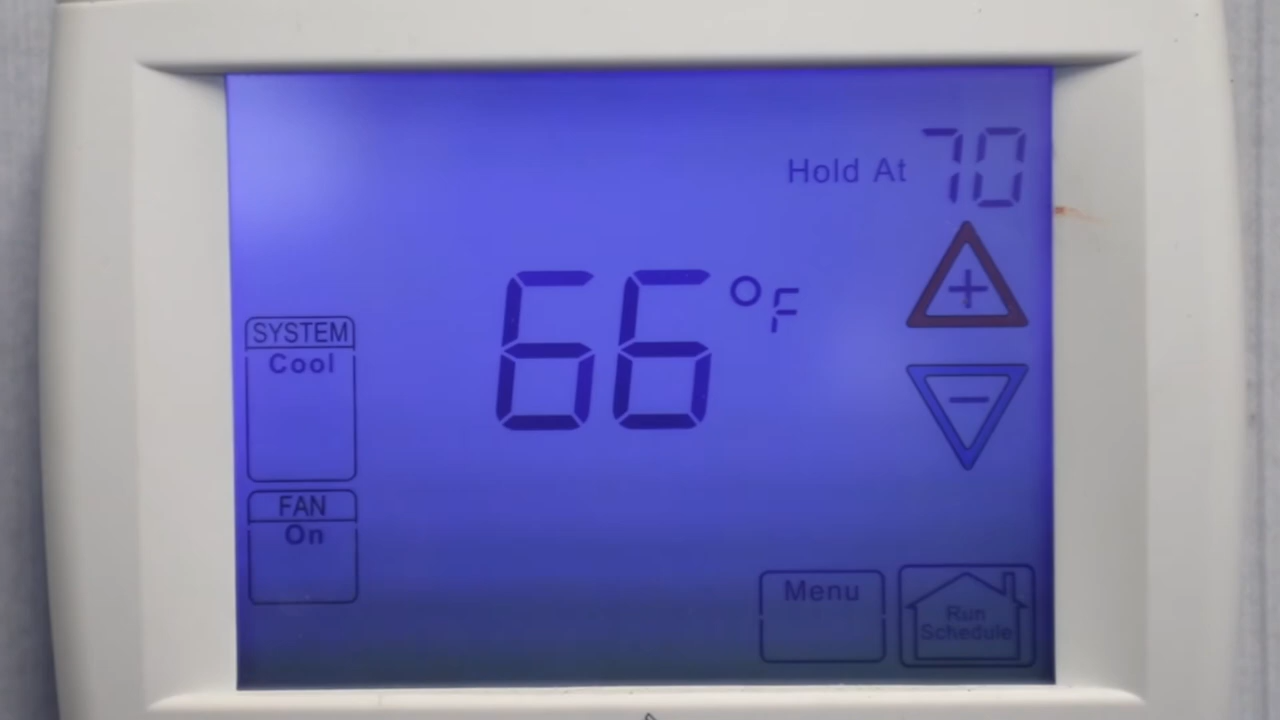 Hold At 70
66 °F
+
SYSTEM
Cool
−
FAN
On
Menu
Run
Schedule